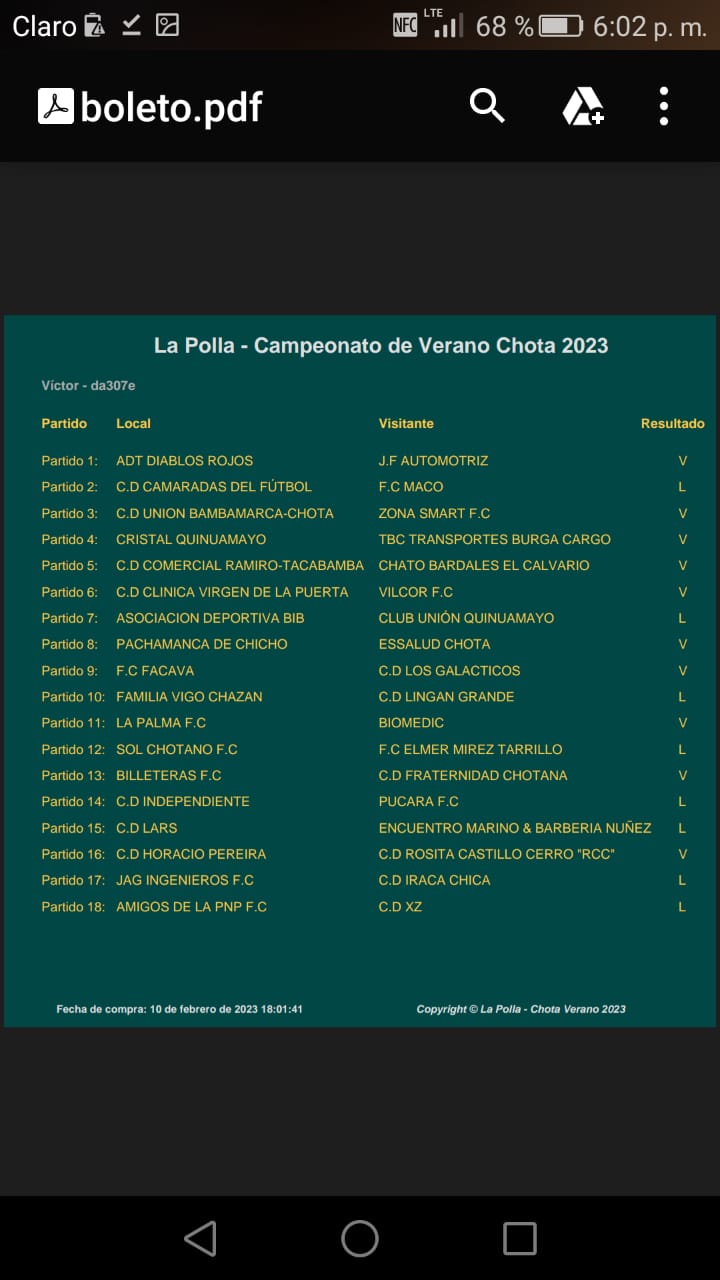 Claro NFC LTE 68 % 6:02 p. m.
boleto.pdf
La Polla - Campeonato de Verano Chota 2023
Víctor - da307e
Partido Local Visitante Resultado
Partido 1: ADT DIABLOS ROJOS J.F AUTOMOTRIZ V
Partido 2: C.D CAMARADAS DEL FÚTBOL F.C MACO L
Partido 3: C.D UNION BAMBAMARCA-CHOTA ZONA SMART F.C V
Partido 4: CRISTAL QUINUAMAYO TBC TRANSPORTES BURGA CARGO V
Partido 5: C.D COMERCIAL RAMIRO-TACABAMBA CHATO BARDALES EL CALVARIO V
Partido 6: C.D CLINICA VIRGEN DE LA PUERTA VILCOR F.C V
Partido 7: ASOCIACION DEPORTIVA BIB CLUB UNIÓN QUINUAMAYO L
Partido 8: PACHAMANCA DE CHICHO ESSALUD CHOTA V
Partido 9: F.C FACAVA C.D LOS GALACTICOS V
Partido 10: FAMILIA VIGO CHAZAN C.D LINGAN GRANDE L
Partido 11: LA PALMA F.C BIOMEDIC V
Partido 12: SOL CHOTANO F.C F.C ELMER MIREZ TARRILLO L
Partido 13: BILLETERAS F.C C.D FRATERNIDAD CHOTANA V
Partido 14: C.D INDEPENDIENTE PUCARA F.C L
Partido 15: C.D LARS ENCUENTRO MARINO & BARBERIA NUÑEZ L
Partido 16: C.D HORACIO PEREIRA C.D ROSITA CASTILLO CERRO "RCC" V
Partido 17: JAG INGENIEROS F.C C.D IRACA CHICA L
Partido 18: AMIGOS DE LA PNP F.C C.D XZ L
Fecha de compra: 10 de febrero de 2023 18:01:41 Copyright © La Polla - Chota Verano 2023